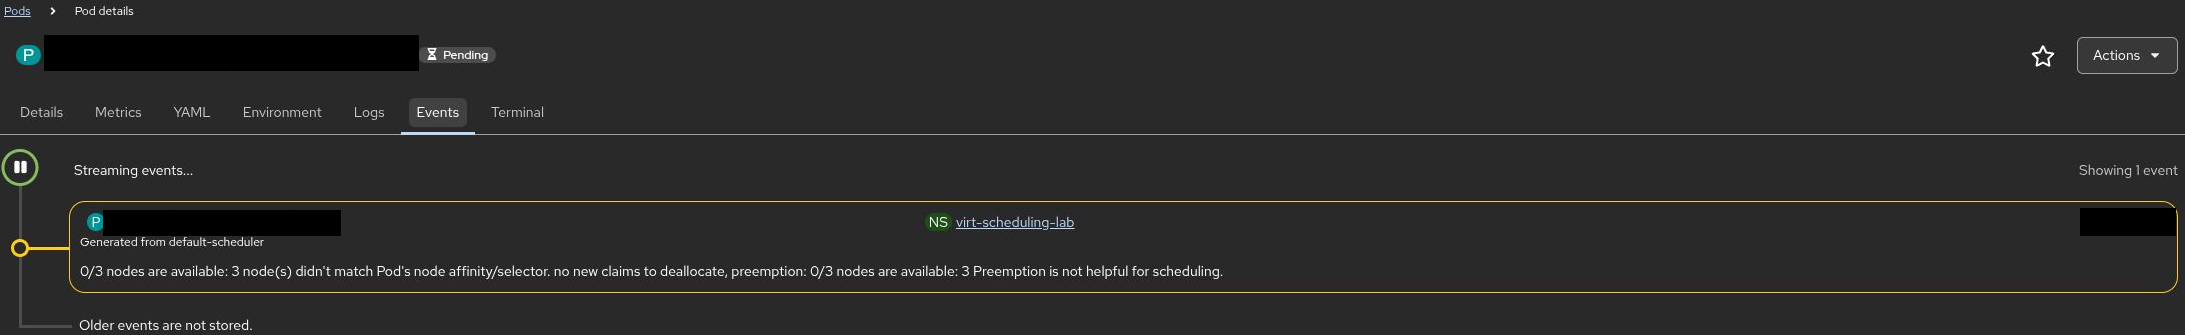 Pods > Pod details
P Pending
Actions
Details Metrics YAML Environment Logs Events Terminal
Streaming events... Showing 1 event
P NS virt-scheduling-lab
Generated from default-scheduler
0/3 nodes are available: 3 node(s) didn't match Pod's node affinity/selector. no new claims to deallocate, preemption: 0/3 nodes are available: 3 Preemption is not helpful for scheduling.
Older events are not stored.